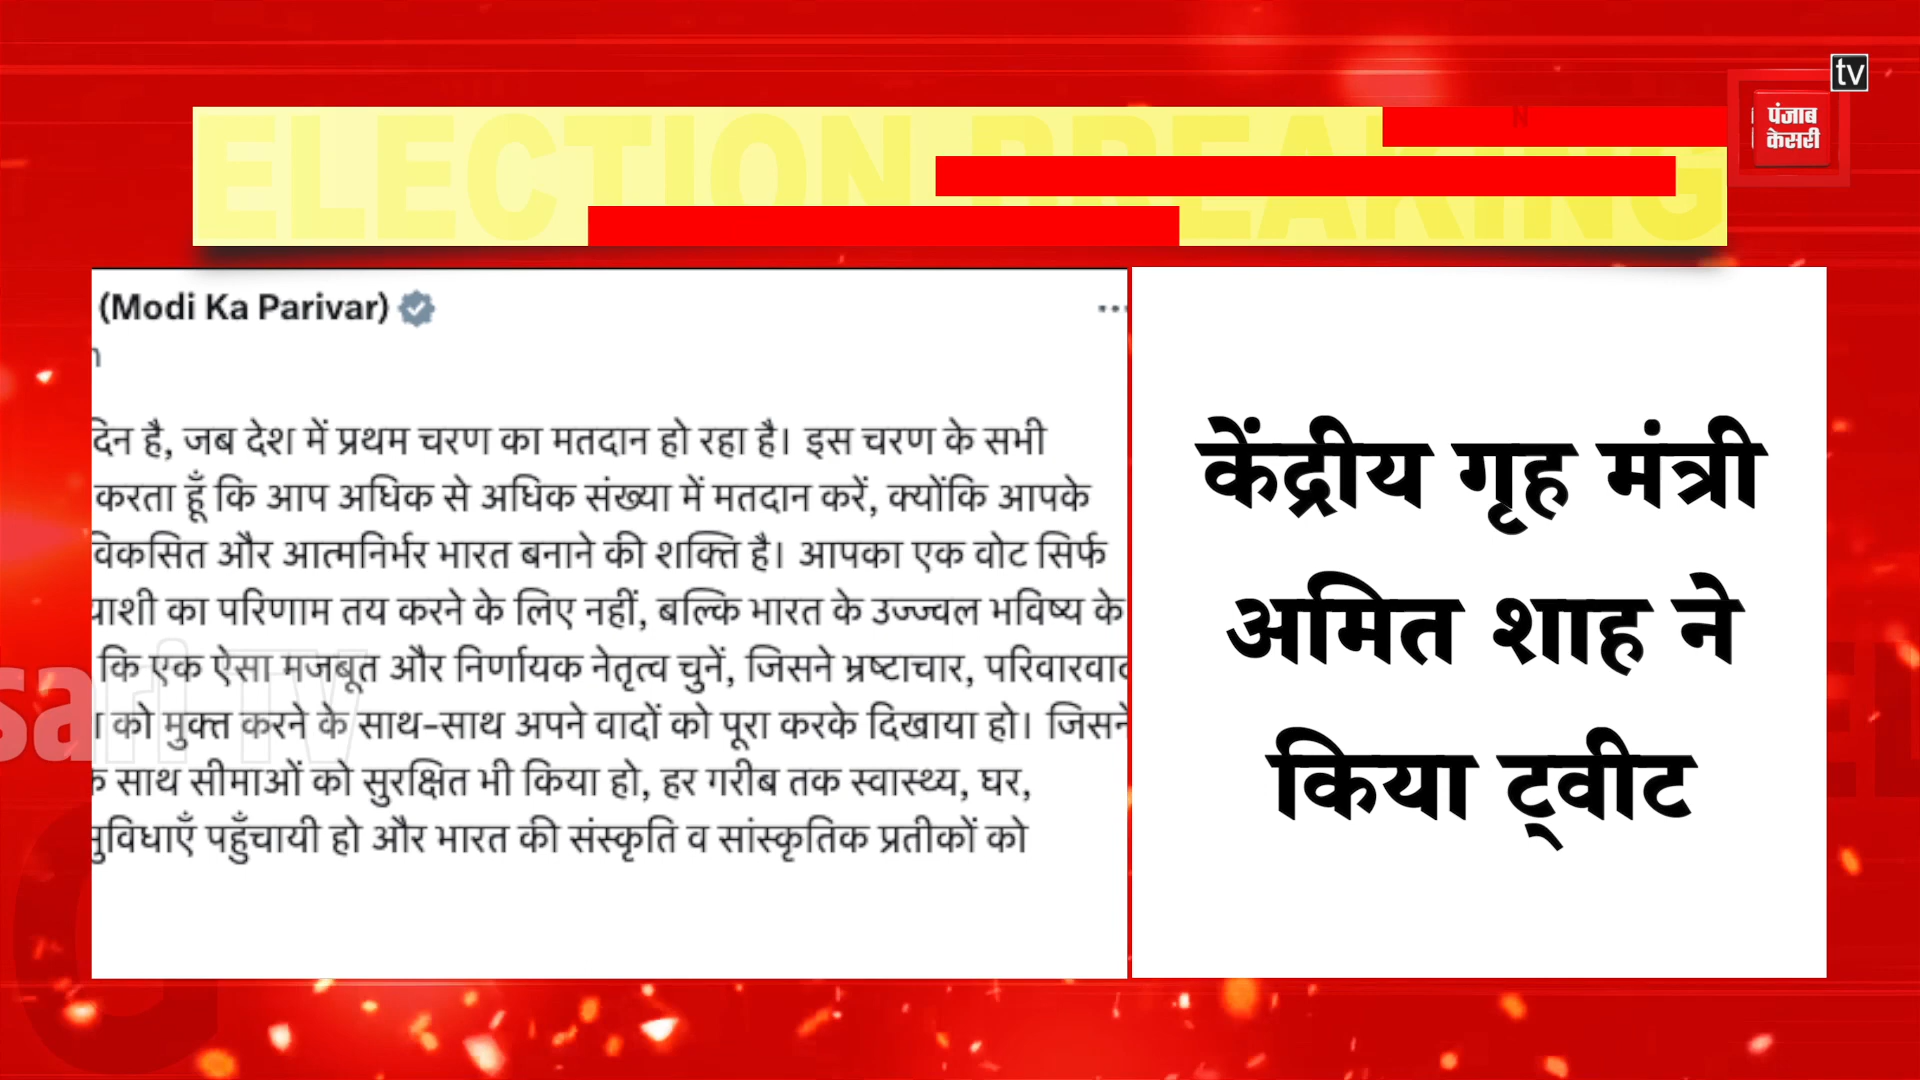 tv
पंजाब
केसरी
ELECTION BREAKING
(Modi Ka Parivar)
दिन है, जब देश में प्रथम चरण का मतदान हो रहा है। इस चरण के सभी
करता हूँ कि आप अधिक से अधिक संख्या में मतदान करें, क्योंकि आपके
विकसित और आत्मनिर्भर भारत बनाने की शक्ति है। आपका एक वोट सिर्फ
याशी का परिणाम तय करने के लिए नहीं, बल्कि भारत के उज्ज्वल भविष्य के
कि एक ऐसा मजबूत और निर्णायक नेतृत्व चुनें, जिसने भ्रष्टाचार, परिवारवाद
को मुक्त करने के साथ-साथ अपने वादों को पूरा करके दिखाया हो। जिसने
के साथ सीमाओं को सुरक्षित भी किया हो, हर गरीब तक स्वास्थ्य, घर,
सुविधाएँ पहुँचायी हो और भारत की संस्कृति व सांस्कृतिक प्रतीकों को
sari TV
केंद्रीय गृह मंत्री
अमित शाह ने
किया ट्वीट